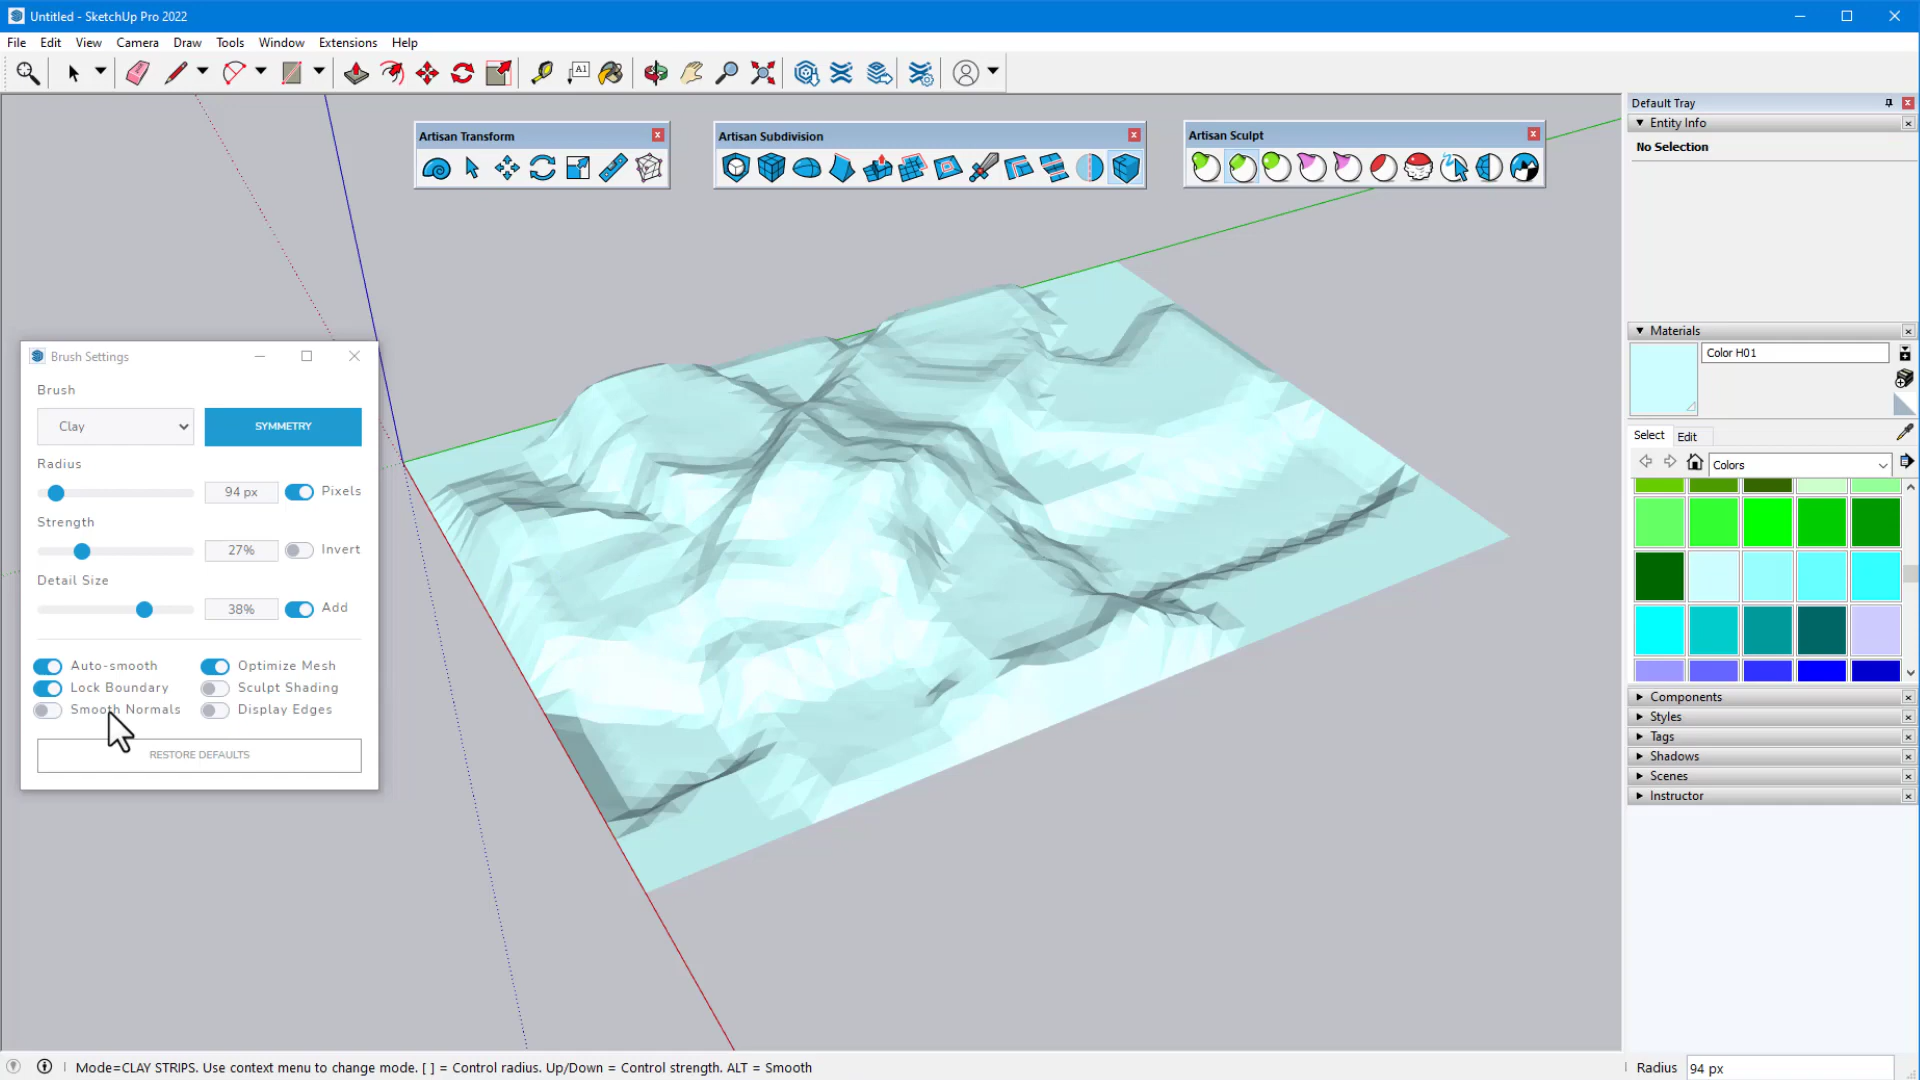 Untitled - SketchUp Pro 2022
File Edit View Camera Draw Tools Window Extensions Help
A1
Default Tray
Entity Info
No Selection
Artisan Transform
Artisan Subdivision
Artisan Sculpt
Materials
Color H01
Select Edit
Colors
Components
Styles
Tags
Shadows
Scenes
Instructor
Brush Settings
Brush
Clay SYMMETRY
Radius
94 px Pixels
Strength
27% Invert
Detail Size
38% Add
Auto-smooth Optimize Mesh
Lock Boundary Sculpt Shading
Smooth Normals Display Edges
RESTORE DEFAULTS
Mode=CLAY STRIPS. Use context menu to change mode. [ ] = Control radius. Up/Down = Control strength. ALT = Smooth
Radius 94 px